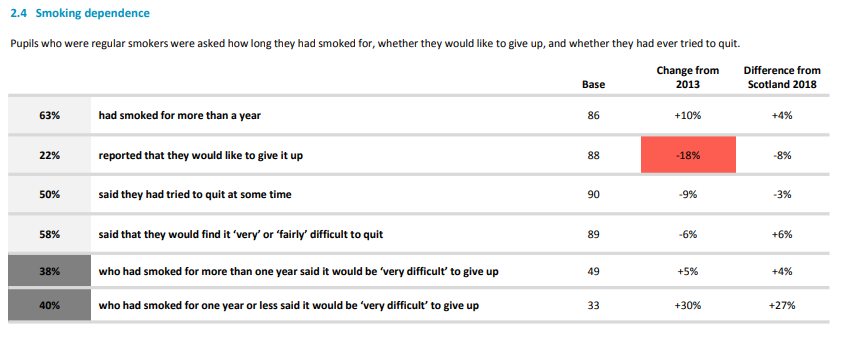 2.4 Smoking dependence
Pupils who were regular smokers were asked how long they had smoked for, whether they would like to give up, and whether they had ever tried to quit.
Base Change from 2013 Difference from Scotland 2018
63% had smoked for more than a year 86 +10% +4%
22% reported that they would like to give it up 88 -18% -8%
50% said they had tried to quit at some time 90 -9% -3%
58% said that they would find it ‘very’ or ‘fairly’ difficult to quit 89 -6% +6%
38% who had smoked for more than one year said it would be ‘very difficult’ to give up 49 +5% +4%
40% who had smoked for one year or less said it would be ‘very difficult’ to give up 33 +30% +27%